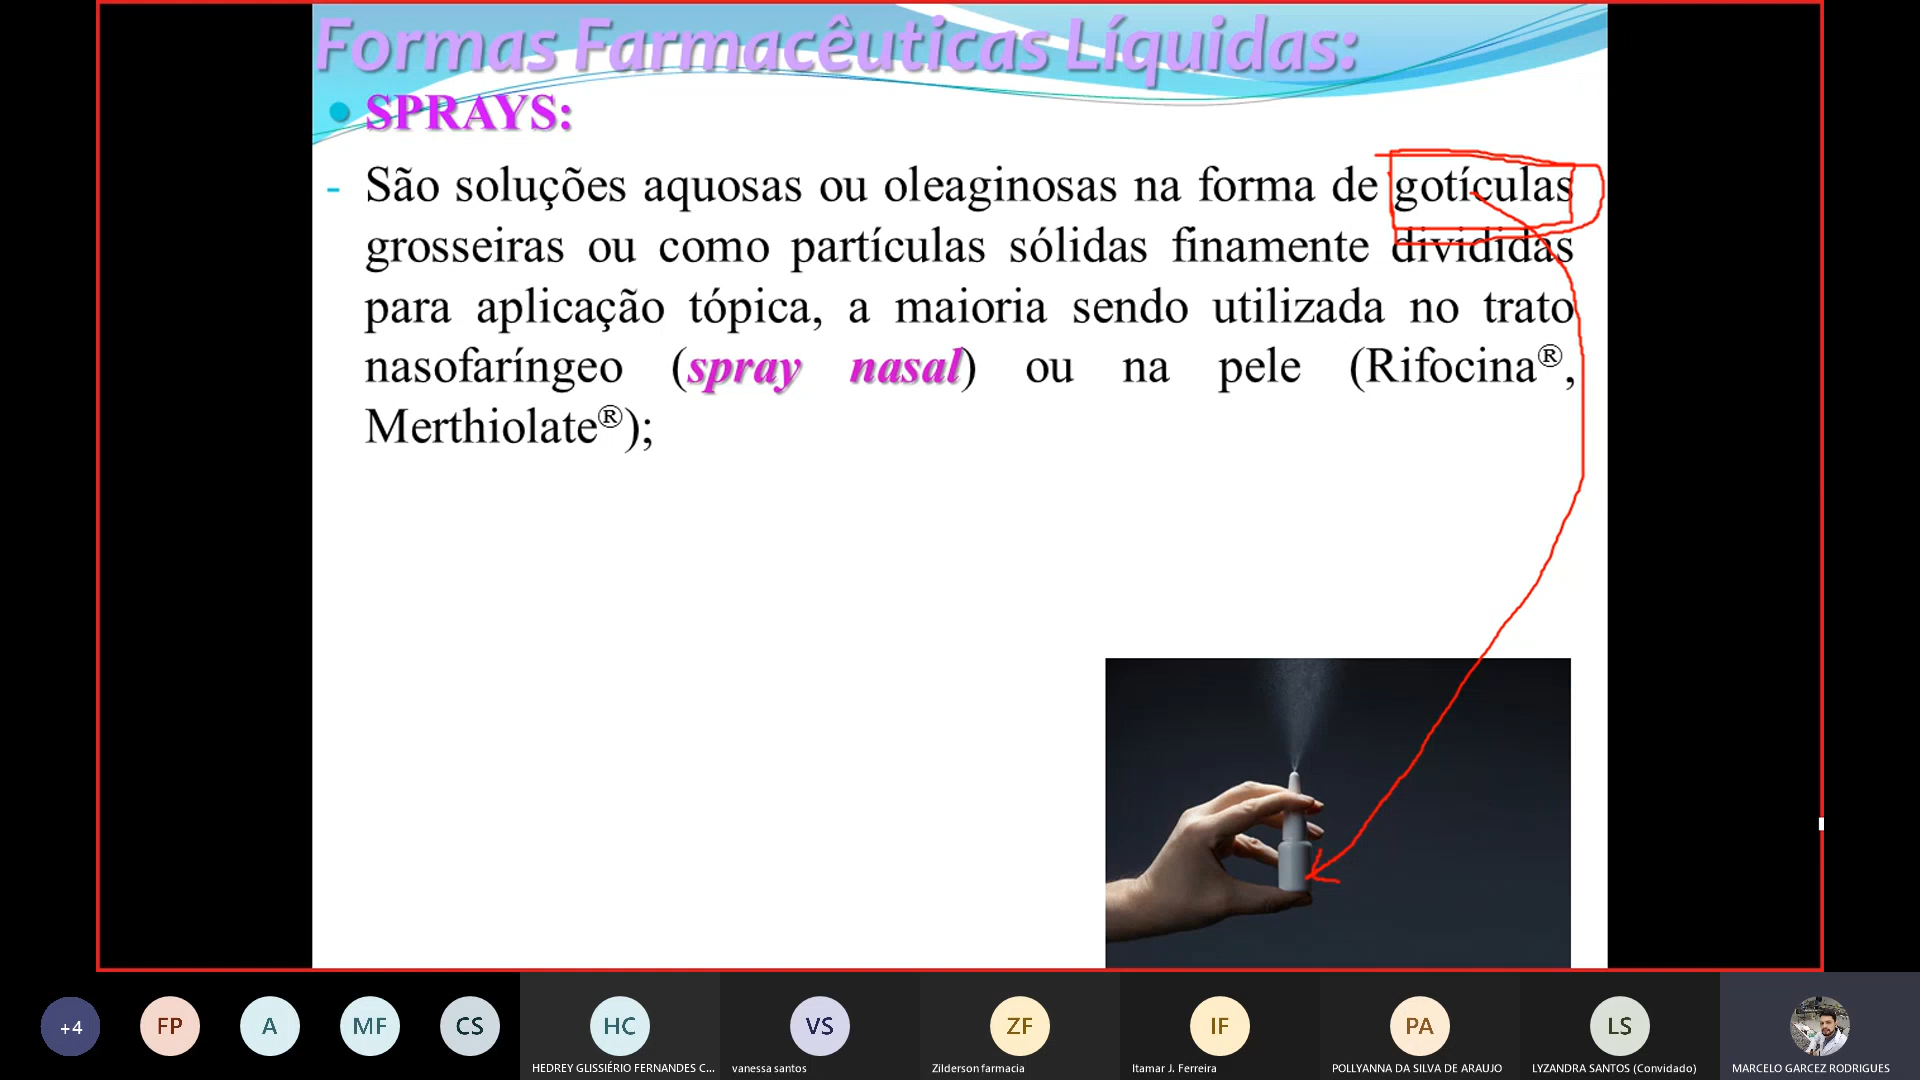 Formas Farmacêuticas Líquidas:
• SPRAYS:
- São soluções aquosas ou oleaginosas na forma de gotículas
grosseiras ou como partículas sólidas finamente divididas
para aplicação tópica, a maioria sendo utilizada no trato
nasofaríngeo (spray nasal) ou na pele (Rifocina®,
Merthiolate®);
+4 FP A MF CS HC VS ZF IF PA LS
HEDREY GLISSIÉRIO FERNANDES C... vanessa santos Zilderson farmacia Itamar J. Ferreira POLLYANNA DA SILVA DE ARAUJO LYZANDRA SANTOS (Convidado) MARCELO GARCEZ RODRIGUES